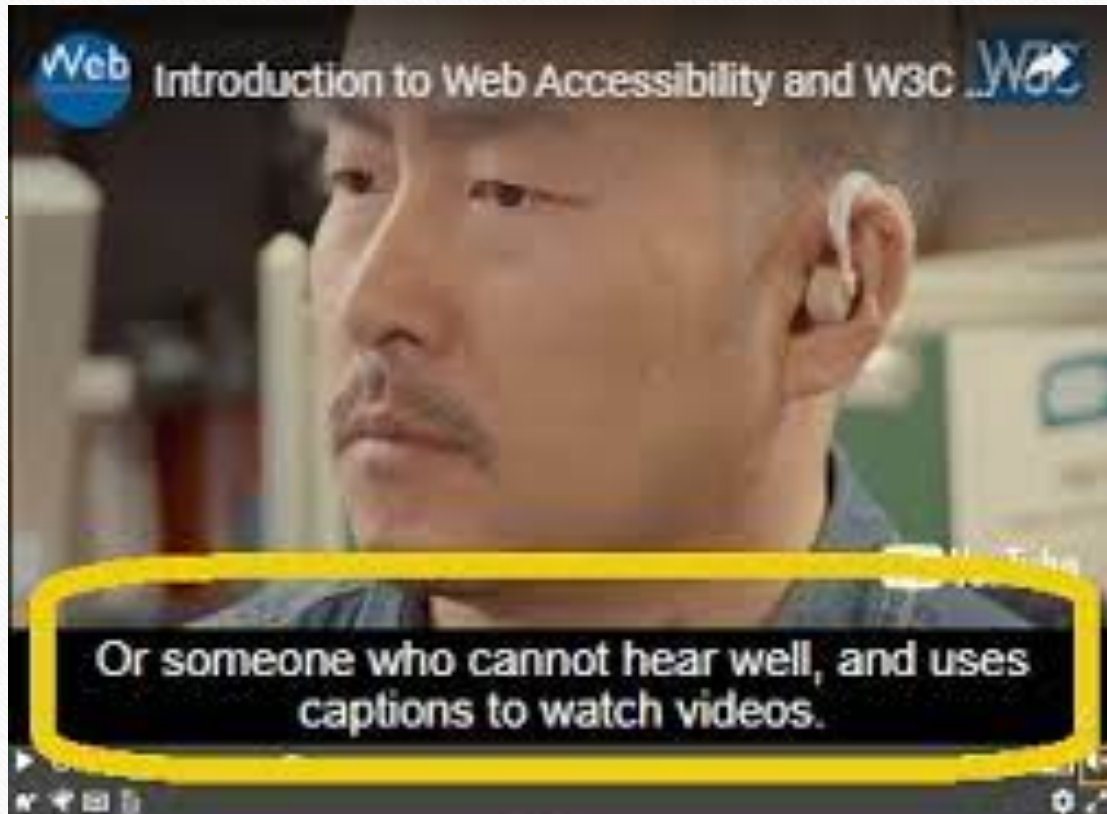 Web
Introduction to Web Accessibility and W3C ...
W3C
YouTube
Or someone who cannot hear well, and uses
captions to watch videos.